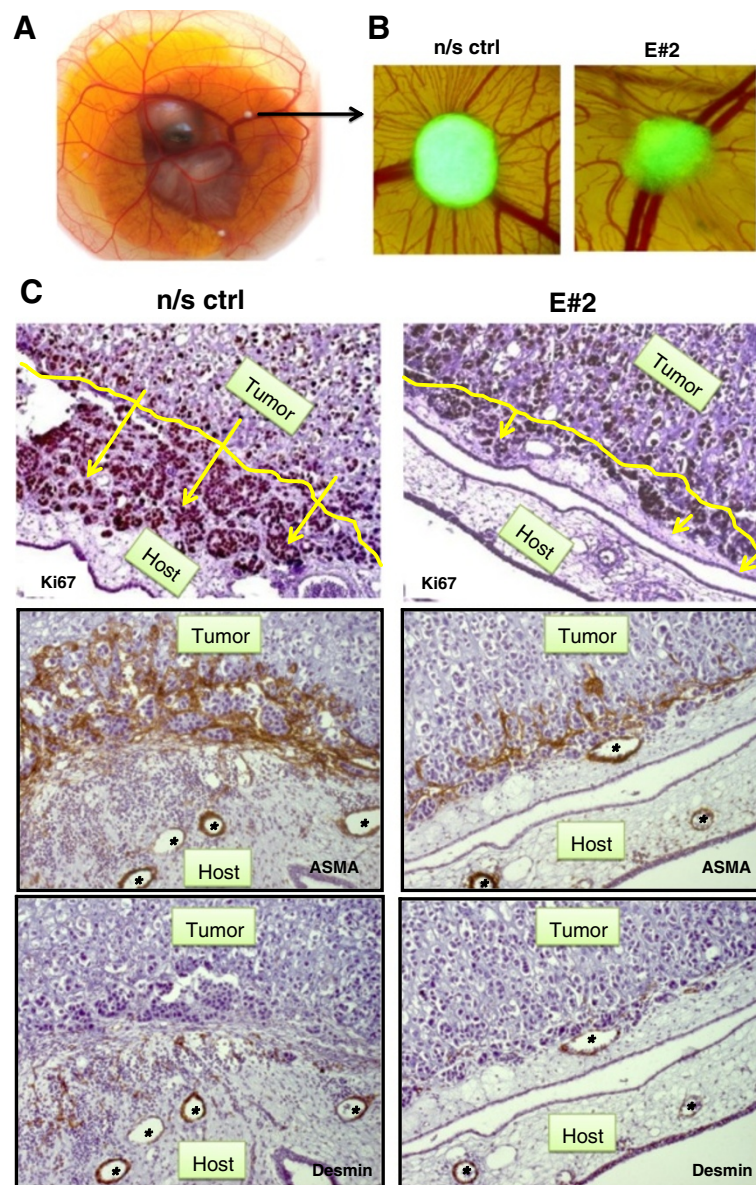 A
B
n/s ctrl
E#2
C
n/s ctrl
E#2
Tumor
Host
Ki67
Tumor
Host
Ki67
Tumor
*
*
*
*
Host
ASMA
Tumor
*
*
Host
*
ASMA
Tumor
*
*
*
*
Host
Desmin
Tumor
*
*
Host
*
Desmin